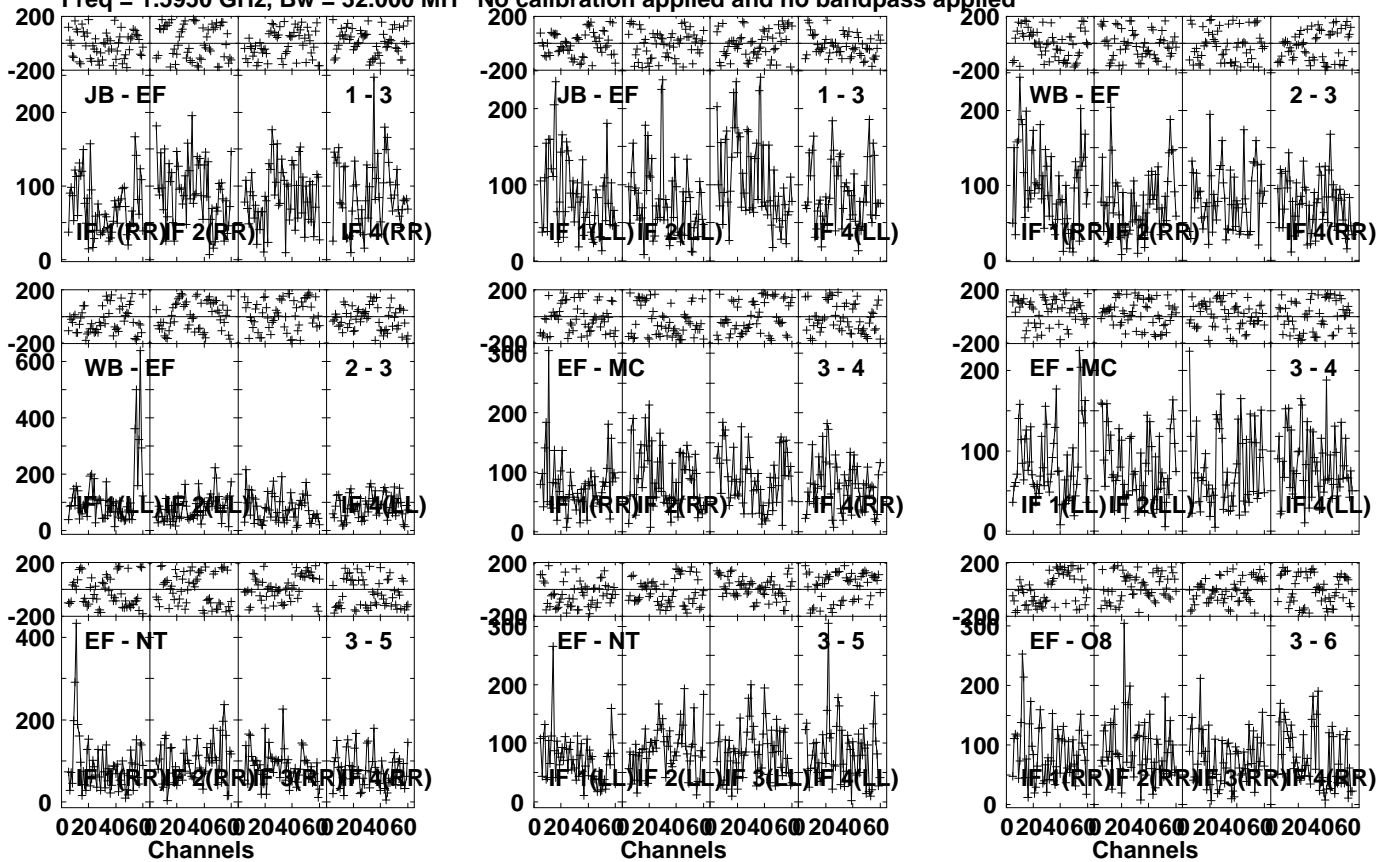 Freq = 1.5950 GHz, Bw = 32.000 MH No calibration applied and no bandpass applied
200
-200
200
100
0
JB - EF 1 - 3
IF 1(RR) IF 2(RR) IF 4(RR)
200
-200
200
100
0
JB - EF 1 - 3
IF 1(LL) IF 2(LL) IF 4(LL)
200
-200
200
100
0
WB - EF 2 - 3
IF 1(RR) IF 2(RR) IF 4(RR)
200
-200
600
400
200
0
WB - EF 2 - 3
IF 1(LL) IF 2(LL) IF 4(LL)
200
-200
300
200
100
0
EF - MC 3 - 4
IF 1(RR) IF 2(RR) IF 4(RR)
200
-200
200
100
0
EF - MC 3 - 4
IF 1(LL) IF 2(LL) IF 4(LL)
200
-200
400
200
0
EF - NT 3 - 5
IF 1(RR) IF 2(RR) IF 3(RR) IF 4(RR)
0 20 40 60 0 20 40 60 0 20 40 60 0 20 40 60
Channels
200
-200
300
200
100
0
EF - NT 3 - 5
IF 1(LL) IF 2(LL) IF 3(LL) IF 4(LL)
0 20 40 60 0 20 40 60 0 20 40 60 0 20 40 60
Channels
200
-200
300
200
100
0
EF - O8 3 - 6
IF 1(RR) IF 2(RR) IF 3(RR) IF 4(RR)
0 20 40 60 0 20 40 60 0 20 40 60 0 20 40 60
Channels